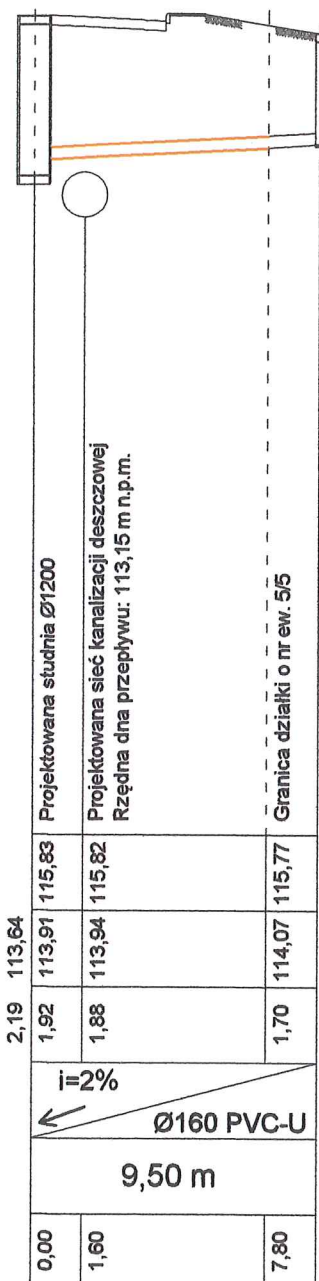 Projektowana studnia Ø1200
Projektowana sieć kanalizacji deszczowej
Rzędna dna przepływu: 113,15 m n.p.m.
Granica działki o nr ew. 5/5
2,19 113,64
1,92 113,91 115,83
1,88 113,94 115,82
1,70 114,07 115,77
i=2%
Ø160 PVC-U
9,50 m
0,00
1,60
7,80